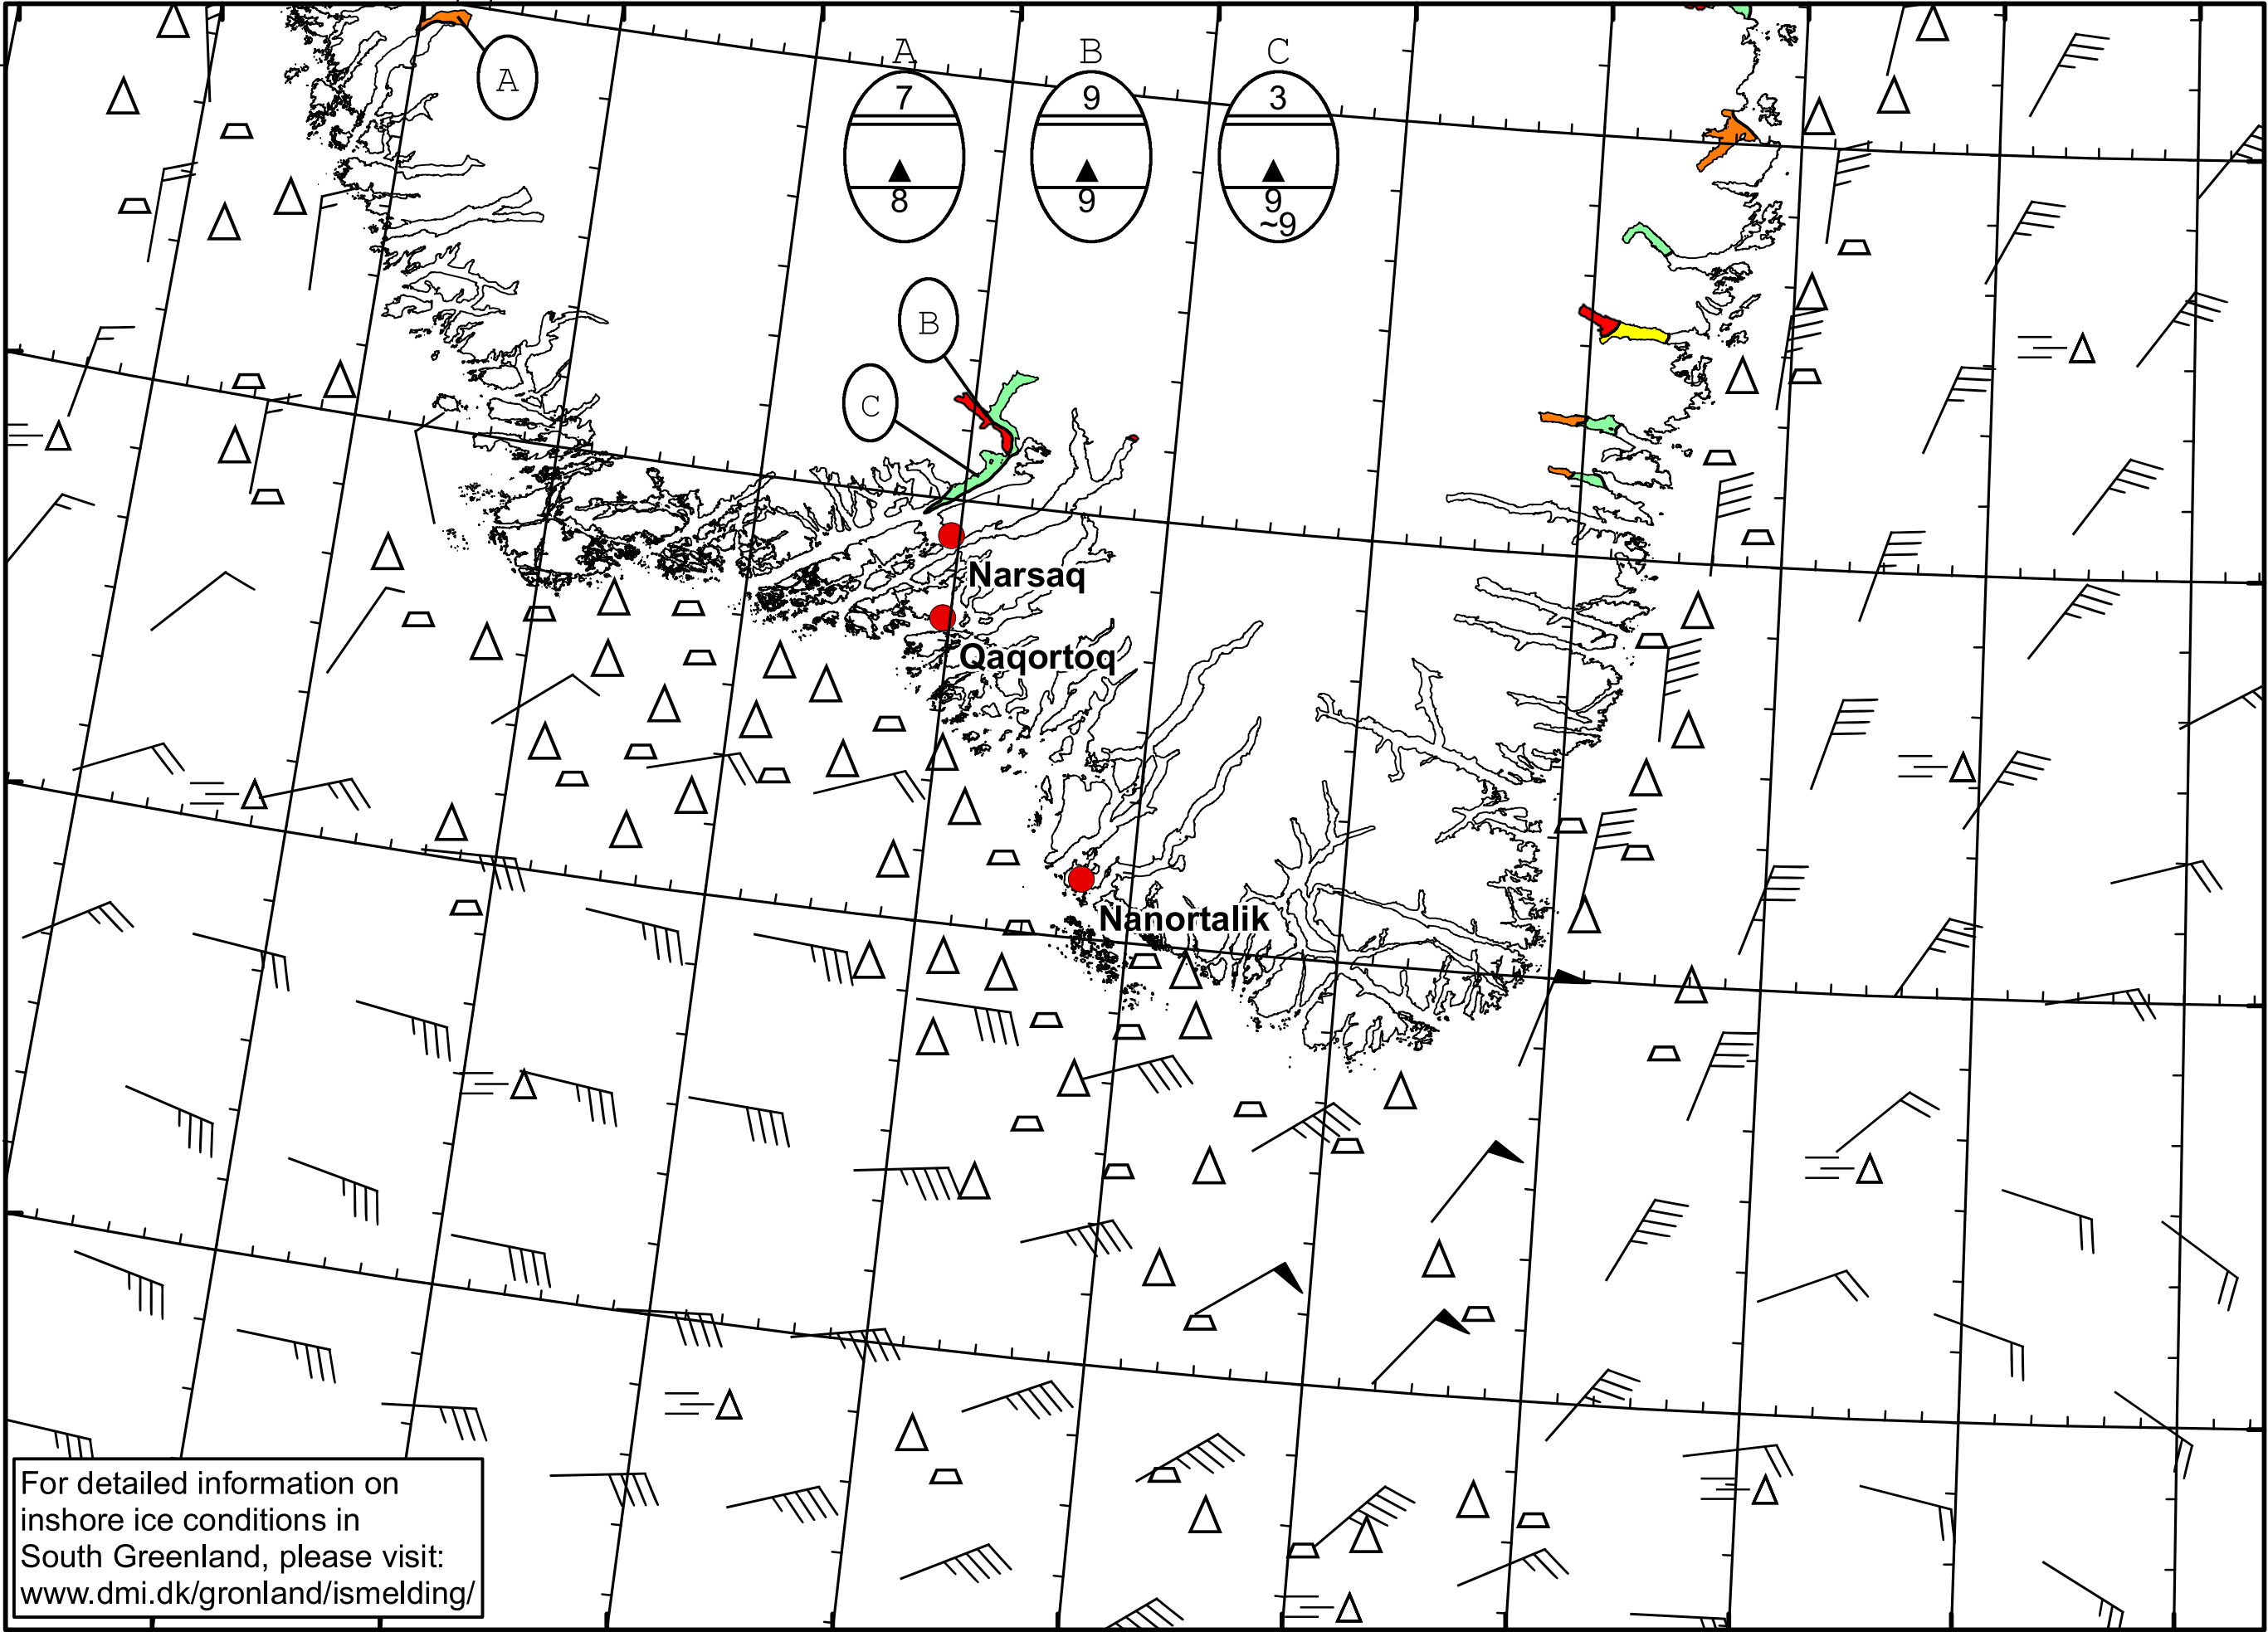 A B C
7 9 3
8 9 9
~9
A
B
C
Narsaq
Qaqortoq
Nanortalik
For detailed information on
inshore ice conditions in
South Greenland, please visit:
www.dmi.dk/gronland/ismelding/